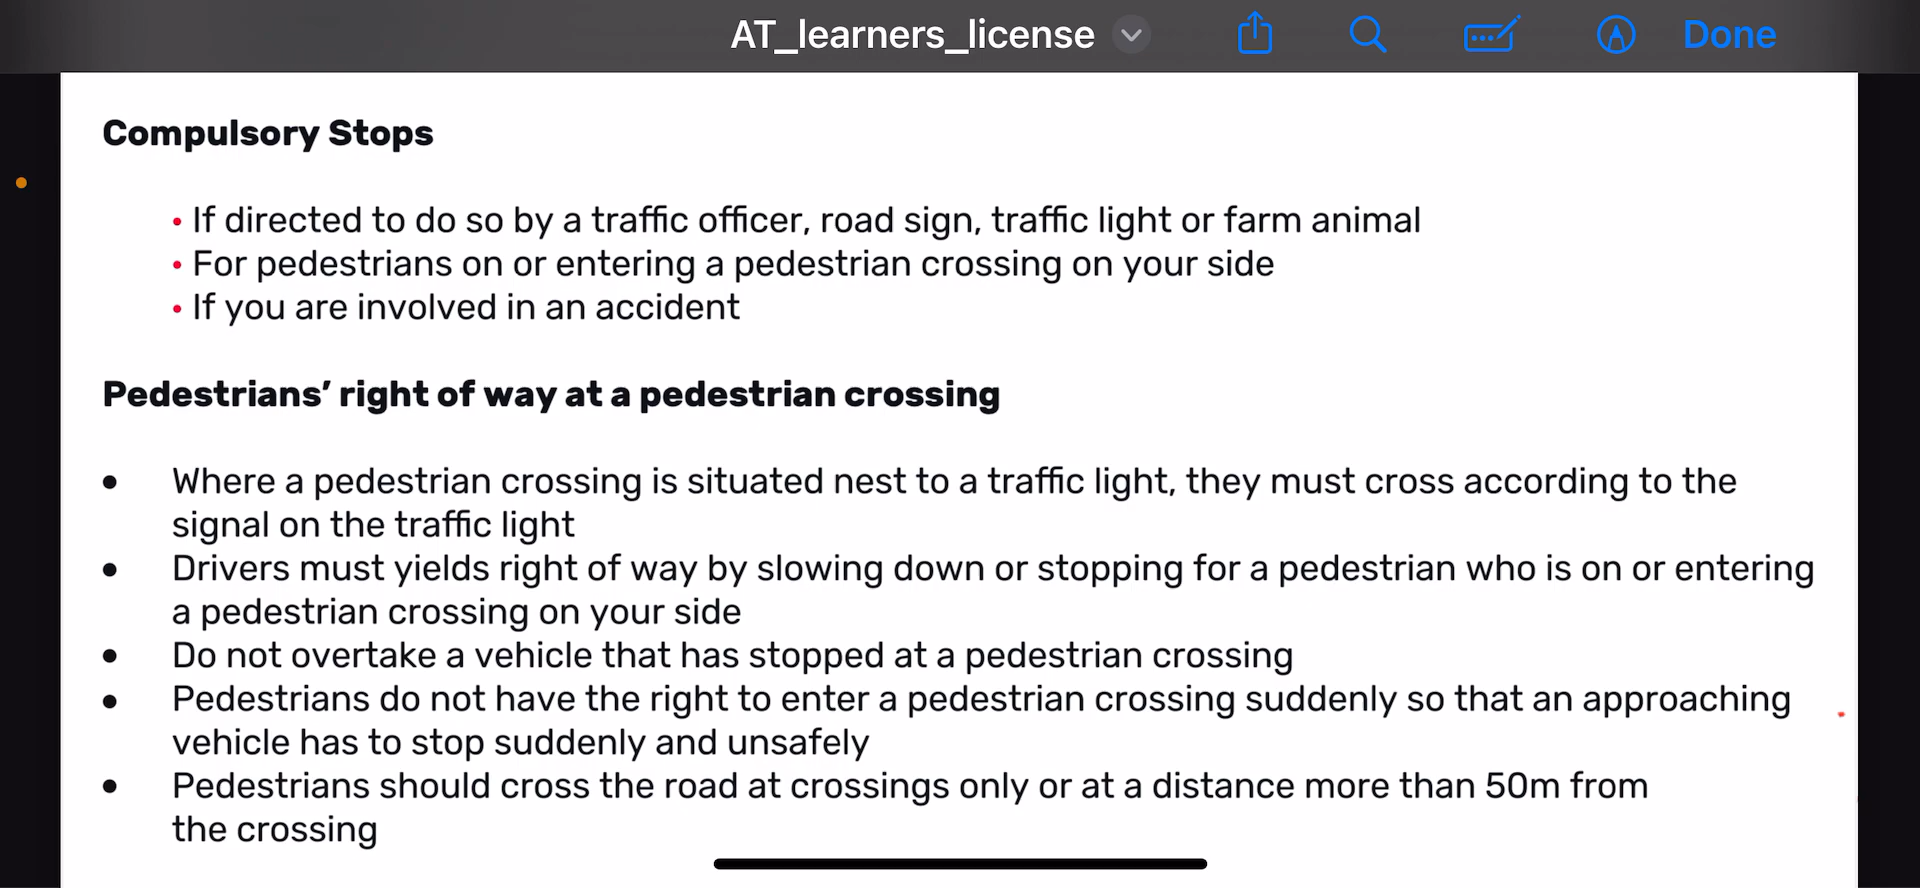 AT_learners_license
Done
Compulsory Stops
• If directed to do so by a traffic officer, road sign, traffic light or farm animal
• For pedestrians on or entering a pedestrian crossing on your side
• If you are involved in an accident
Pedestrians’ right of way at a pedestrian crossing
• Where a pedestrian crossing is situated nest to a traffic light, they must cross according to the
signal on the traffic light
• Drivers must yields right of way by slowing down or stopping for a pedestrian who is on or entering
a pedestrian crossing on your side
• Do not overtake a vehicle that has stopped at a pedestrian crossing
• Pedestrians do not have the right to enter a pedestrian crossing suddenly so that an approaching
vehicle has to stop suddenly and unsafely
• Pedestrians should cross the road at crossings only or at a distance more than 50m from
the crossing